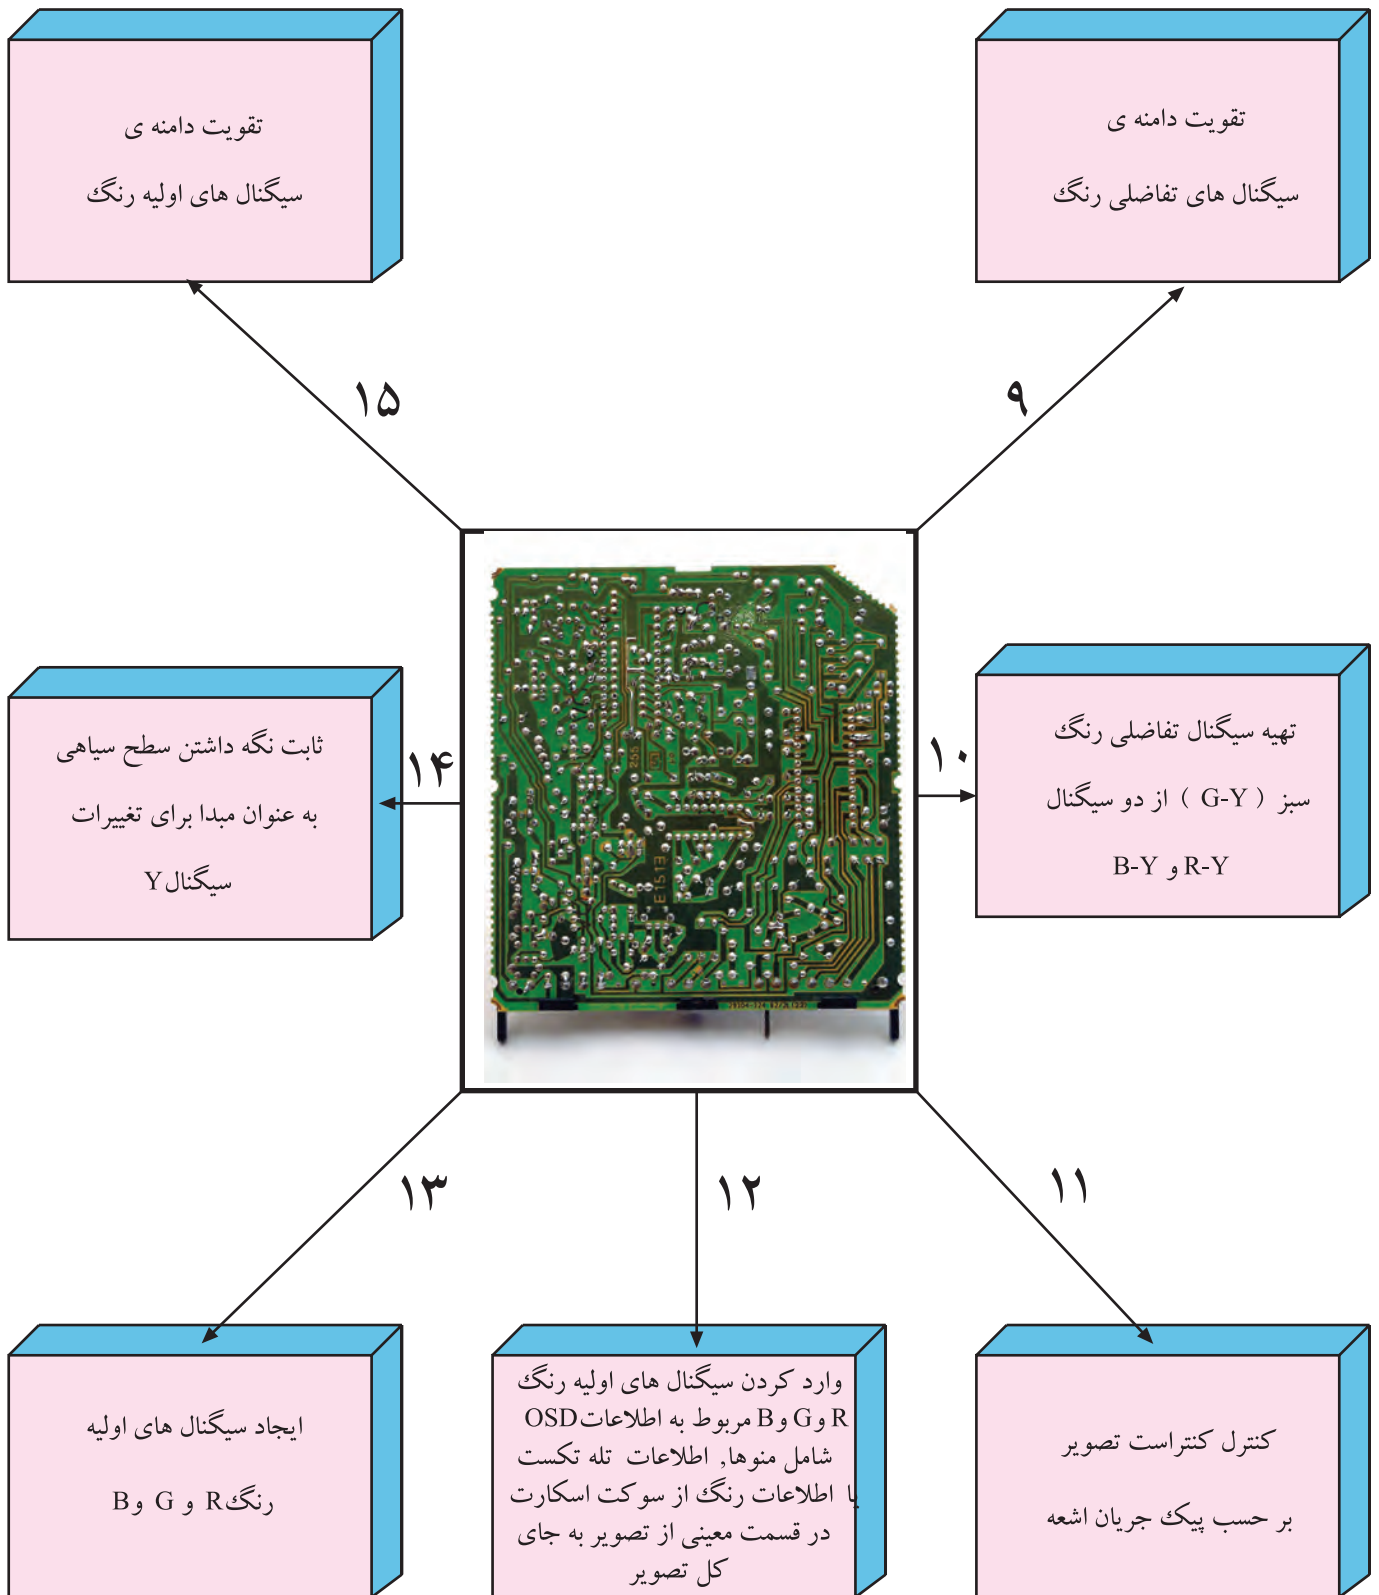 تقویت دامنه ی
سیگنال های تفاضلی رنگ
۹
تقویت دامنه ی
سیگنال های اولیه رنگ
۱۵
تهیه سیگنال تفاضلی رنگ
سبز ( G-Y ) از دو سیگنال
R-Y و B-Y
۱۰
ثابت نگه داشتن سطح سیاهی
به عنوان مبدا برای تغییرات
سیگنال Y
۱۴
266
E1513
۱۱
۱۲
۱۳
کنترل کنتراست تصویر
بر حسب پیک جریان اشعه
وارد کردن سیگنال های اولیه رنگ
R و G و B مربوط به اطلاعات OSD
شامل منوها, اطلاعات تله تکست
یا اطلاعات رنگ از سوکت اسکارت
در قسمت معینی از تصویر به جای
کل تصویر
ایجاد سیگنال های اولیه
رنگ R و G و B